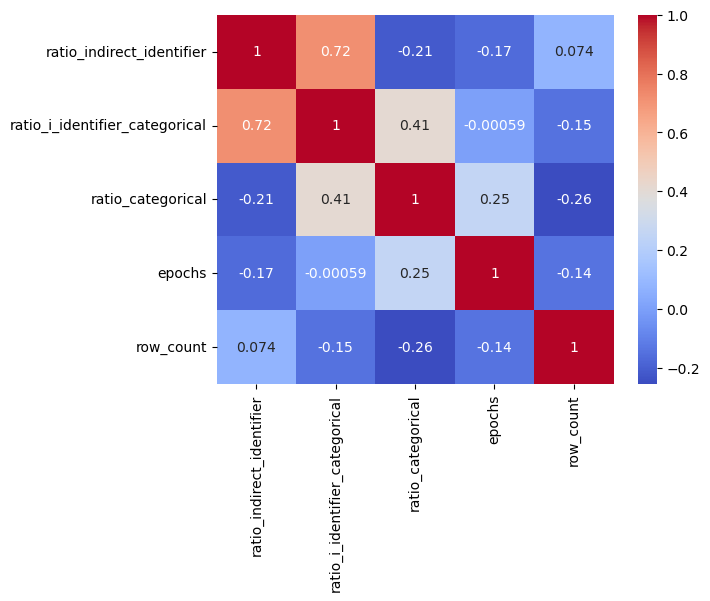 ratio_indirect_identifier 1 0.72 -0.21 -0.17 0.074
ratio_i_identifier_categorical 0.72 1 0.41 -0.00059 -0.15
ratio_categorical -0.21 0.41 1 0.25 -0.26
epochs -0.17 -0.00059 0.25 1 -0.14
row_count 0.074 -0.15 -0.26 -0.14 1
ratio_indirect_identifier
ratio_i_identifier_categorical
ratio_categorical
epochs
row_count
1.0
0.8
0.6
0.4
0.2
0.0
−0.2